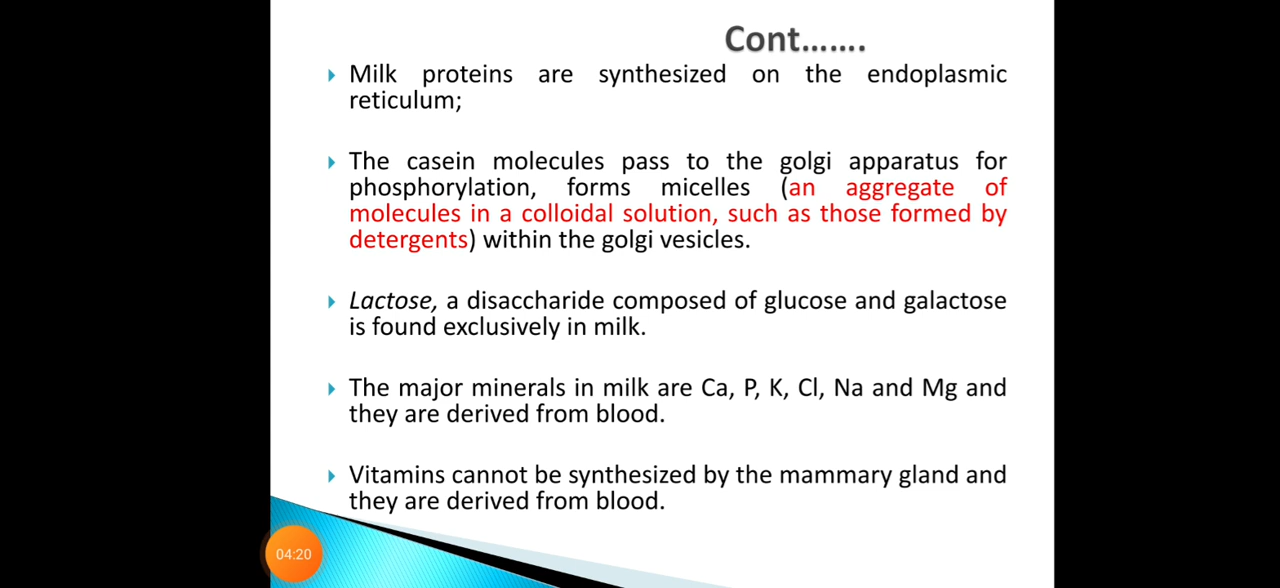 Cont…….
Milk proteins are synthesized on the endoplasmic
reticulum;
The casein molecules pass to the golgi apparatus for
phosphorylation, forms micelles (an aggregate of
molecules in a colloidal solution, such as those formed by
detergents) within the golgi vesicles.
Lactose, a disaccharide composed of glucose and galactose
is found exclusively in milk.
The major minerals in milk are Ca, P, K, Cl, Na and Mg and
they are derived from blood.
Vitamins cannot be synthesized by the mammary gland and
they are derived from blood.
04:20